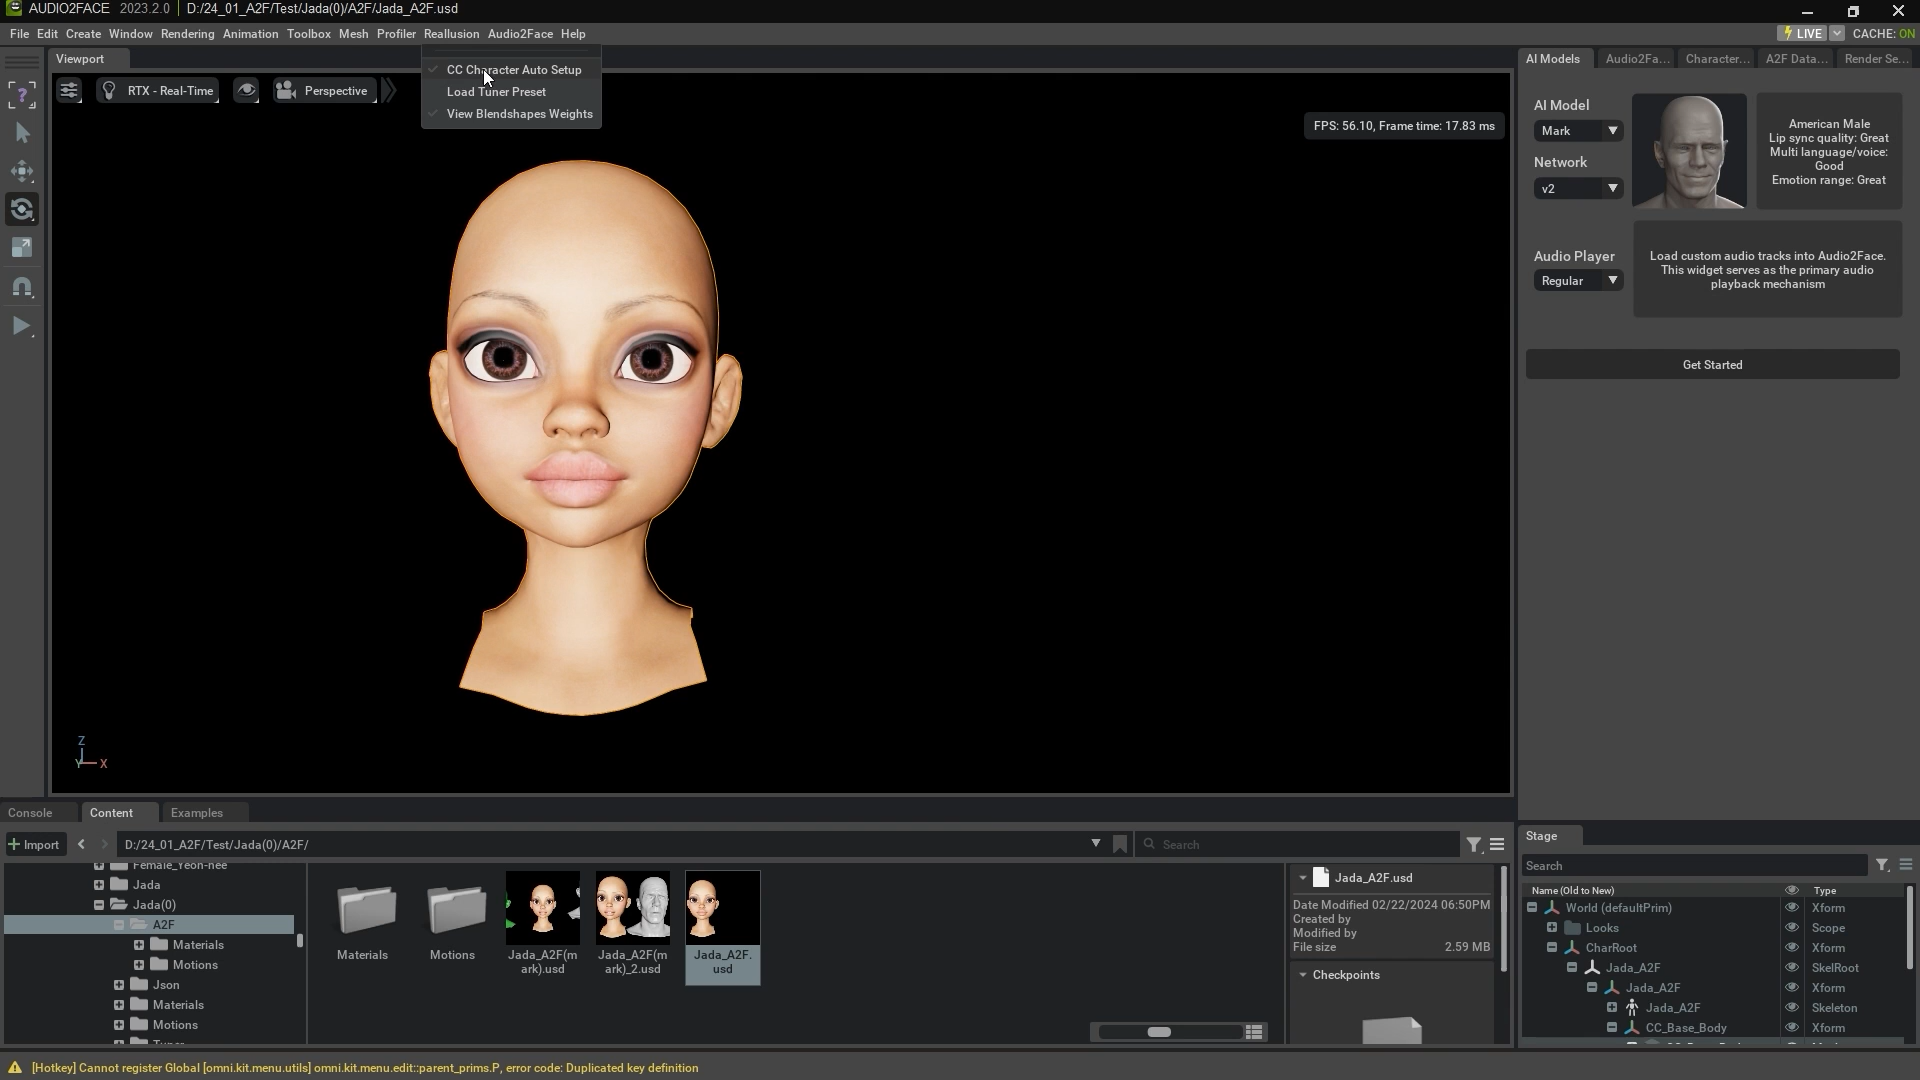 AUDIO2FACE 2023.2.0 D:/24_01_A2F/Test/Jada(0)/A2F/Jada_A2F.usd
File Edit Create Window Rendering Animation Toolbox Mesh Profiler Reallusion Audio2Face Help
LIVE CACHE: ON
Viewport
CC Character Auto Setup
Load Tuner Preset
View Blendshapes Weights
RTX - Real-Time
Perspective
FPS: 56.10, Frame time: 17.83 ms
Z
Y X
AI Models Audio2Fa... Character... A2F Data... Render Se...
AI Model
Mark
Network
v2
American Male
Lip sync quality: Great
Multi language/voice:
Good
Emotion range: Great
Audio Player
Regular
Load custom audio tracks into Audio2Face.
This widget serves as the primary audio
playback mechanism
Get Started
Console Content Examples
Import D:/24_01_A2F/Test/Jada(0)/A2F/ Search
Female_Yeon-hee
Jada
Jada(0)
A2F
Materials
Motions
Json
Materials
Motions
Materials
Motions
Jada_A2F(m
ark).usd
Jada_A2F(m
ark)_2.usd
Jada_A2F.
usd
Jada_A2F.usd
Date Modified 02/22/2024 06:50PM
Created by
Modified by
File size 2.59 MB
Checkpoints
Stage
Search
Name (Old to New) Type
World (defaultPrim) Xform
Looks Scope
CharRoot Xform
Jada_A2F SkelRoot
Jada_A2F Xform
Jada_A2F Skeleton
CC_Base_Body Xform
[Hotkey] Cannot register Global [omni.kit.menu.utils] omni.kit.menu.edit::parent_prims.P, error code: Duplicated key definition